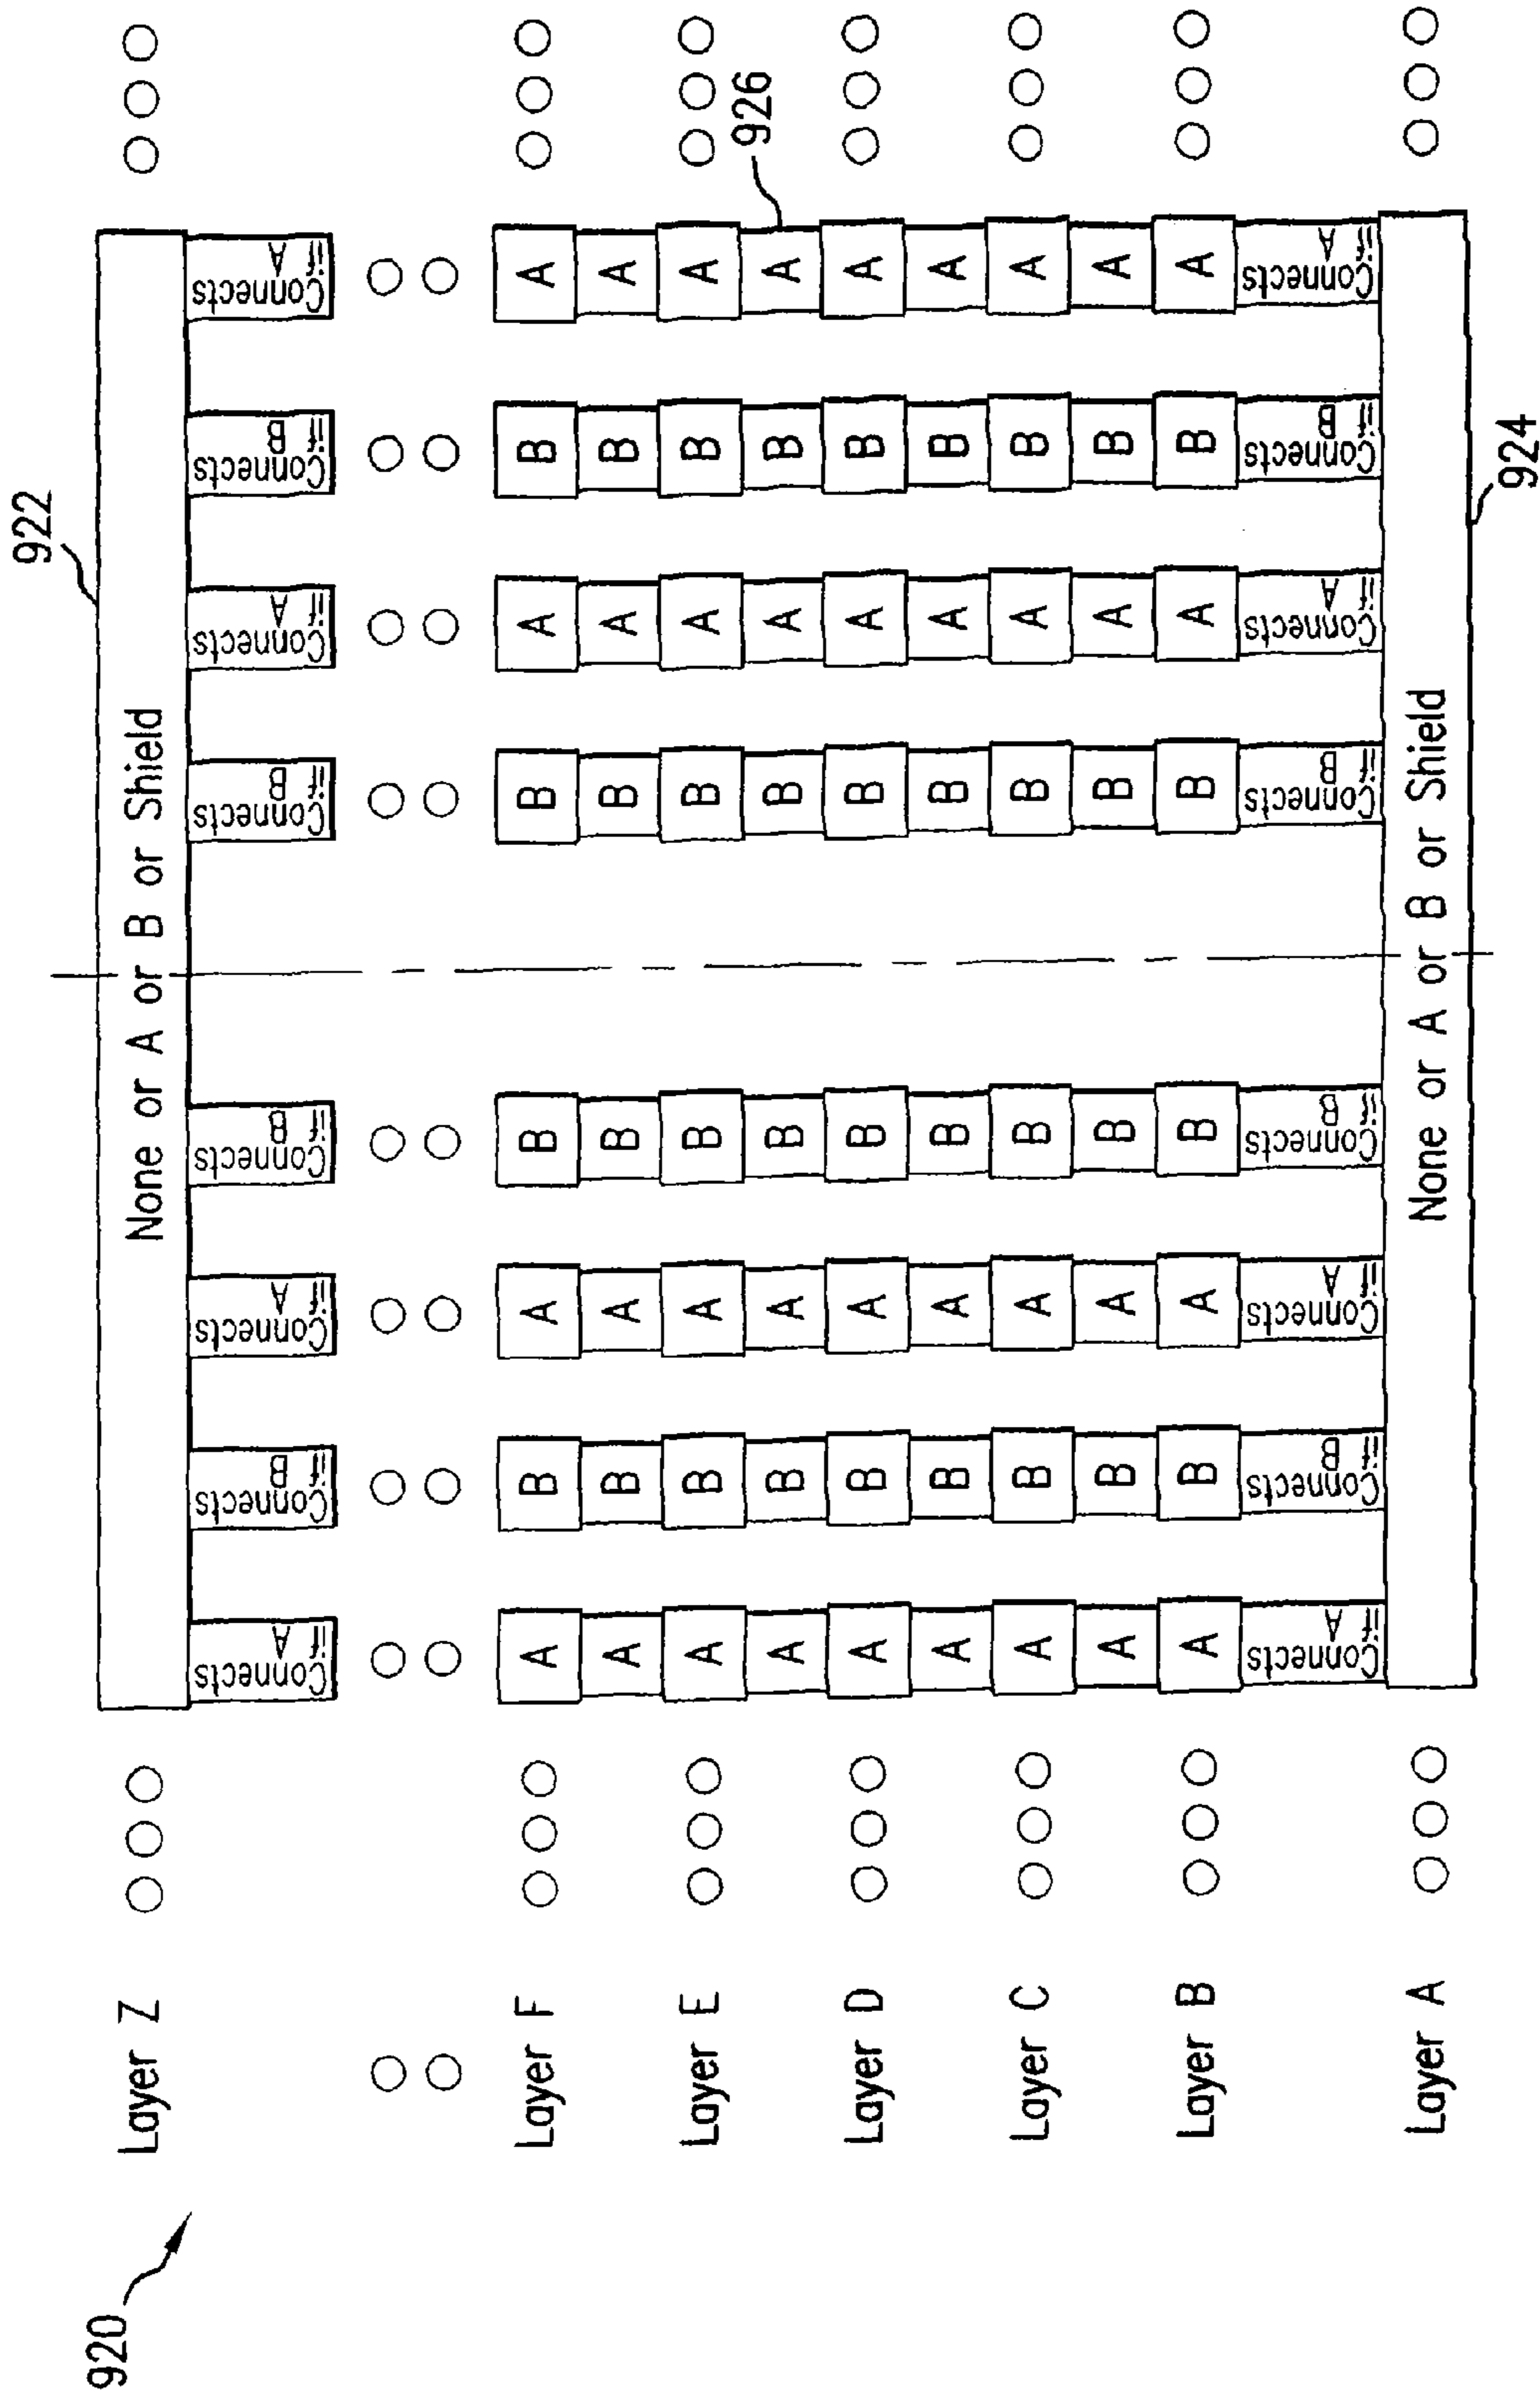 922
920
Layer Z None or A or B or Shield
Connects if A Connects if B Connects if A Connects if B Connects if B Connects if A Connects if B Connects if A
Layer F A B A B B A B A
A B A B B A B A
Layer E A B A B B A B A
A B A B B A B A 926
Layer D A B A B B A B A
A B A B B A B A
Layer C A B A B B A B A
A B A B B A B A
Layer B A B A B B A B A
Connects if A Connects if B Connects if A Connects if B Connects if B Connects if A Connects if B Connects if A
Layer A None or A or B or Shield
924